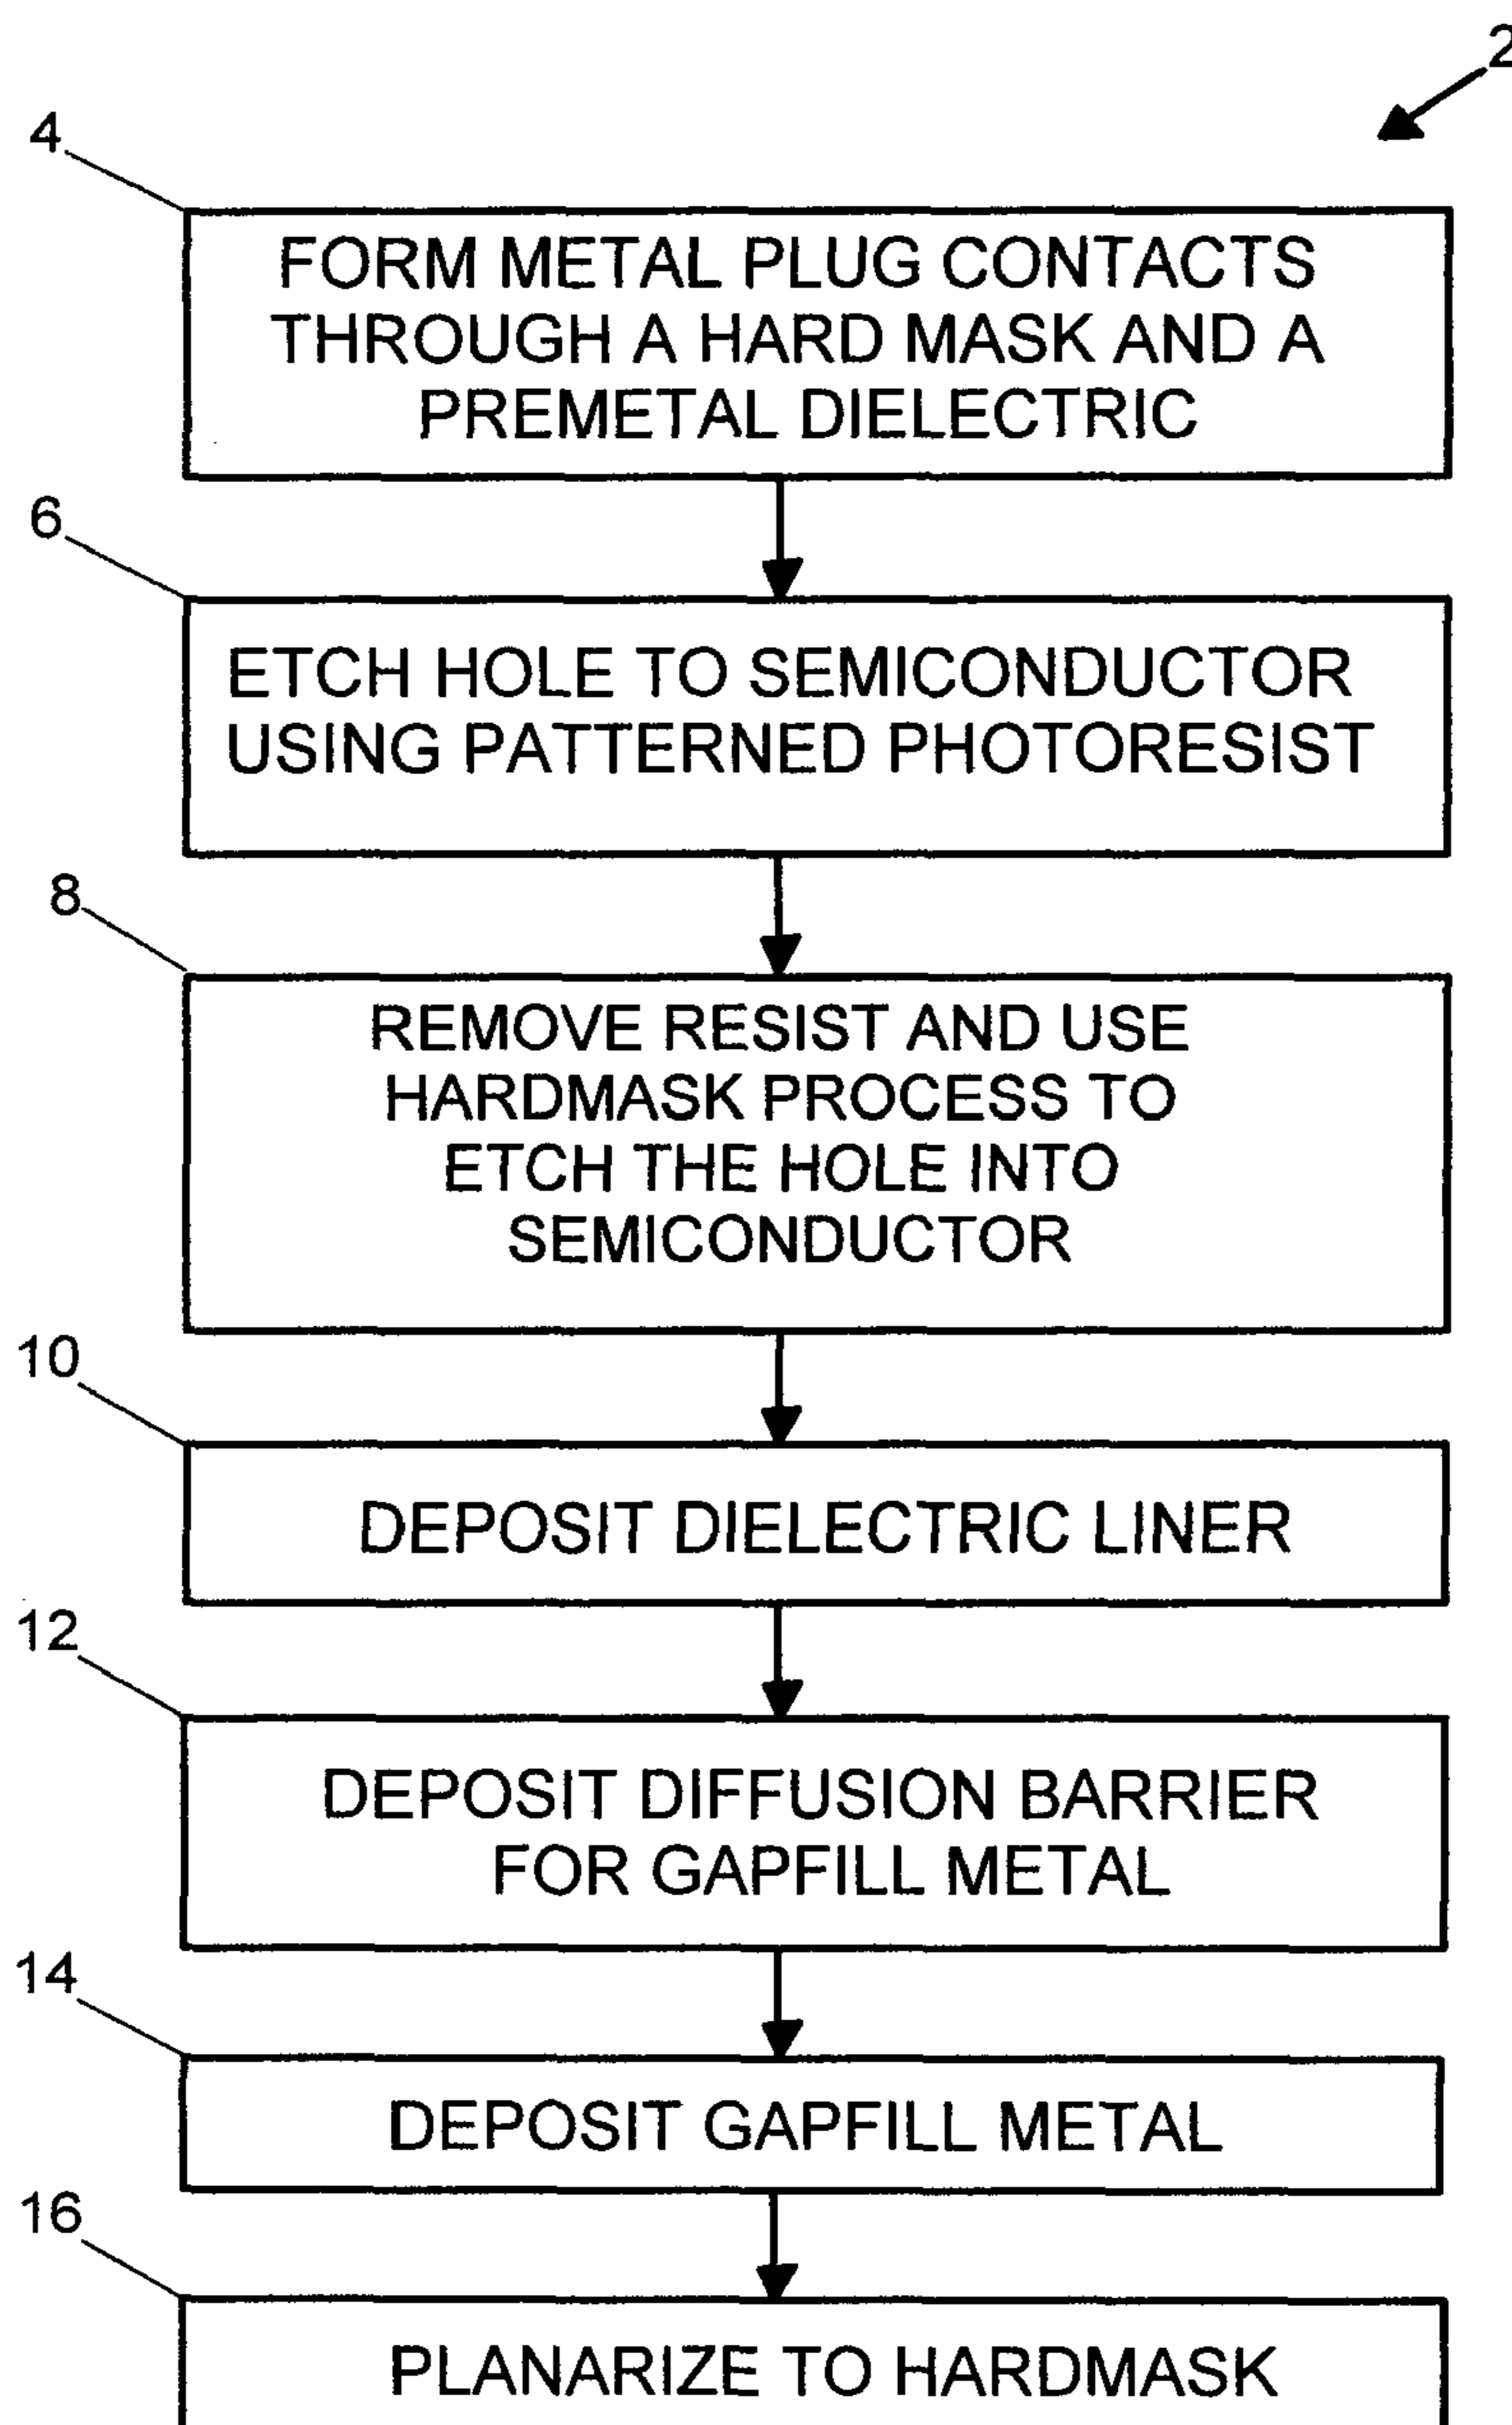 2
4
FORM METAL PLUG CONTACTS
THROUGH A HARD MASK AND A
PREMETAL DIELECTRIC
6
ETCH HOLE TO SEMICONDUCTOR
USING PATTERNED PHOTORESIST
8
REMOVE RESIST AND USE
HARDMASK PROCESS TO
ETCH THE HOLE INTO
SEMICONDUCTOR
10
DEPOSIT DIELECTRIC LINER
12
DEPOSIT DIFFUSION BARRIER
FOR GAPFILL METAL
14
DEPOSIT GAPFILL METAL
16
PLANARIZE TO HARDMASK